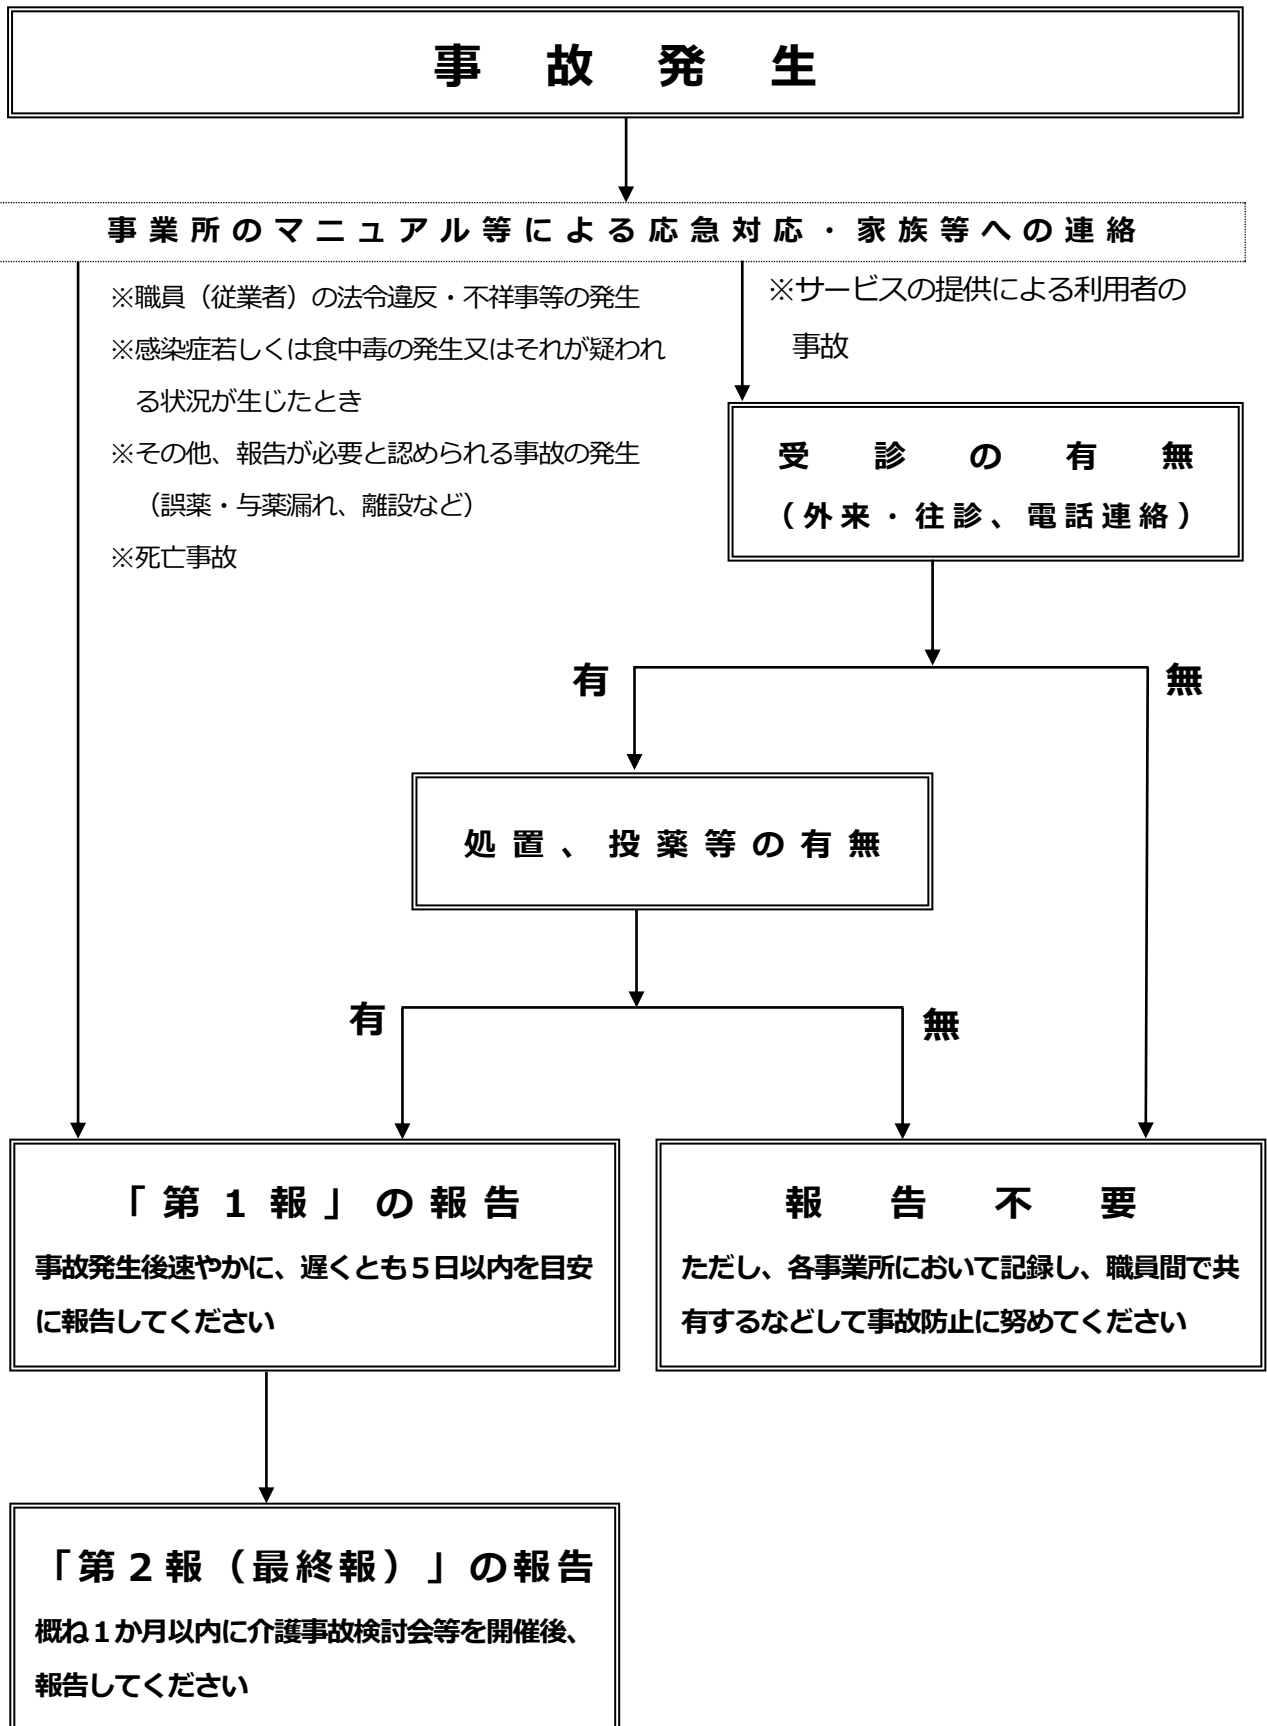 事故発生
事業所のマニュアル等による応急対応・家族等への連絡
※職員（従業者）の法令違反・不祥事等の発生
※感染症若しくは食中毒の発生又はそれが疑われ
る状況が生じたとき
※その他、報告が必要と認められる事故の発生
（誤薬・与薬漏れ、離設など）
※死亡事故
※サービスの提供による利用者の
事故
受診の有無
（外来・往診、電話連絡）
有
無
処置、投薬等の有無
有
無
「第１報」の報告
事故発生後速やかに、遅くとも５日以内を目安
に報告してください
報告不要
ただし、各事業所において記録し、職員間で共
有するなどして事故防止に努めてください
「第２報（最終報）」の報告
概ね１か月以内に介護事故検討会等を開催後、
報告してください